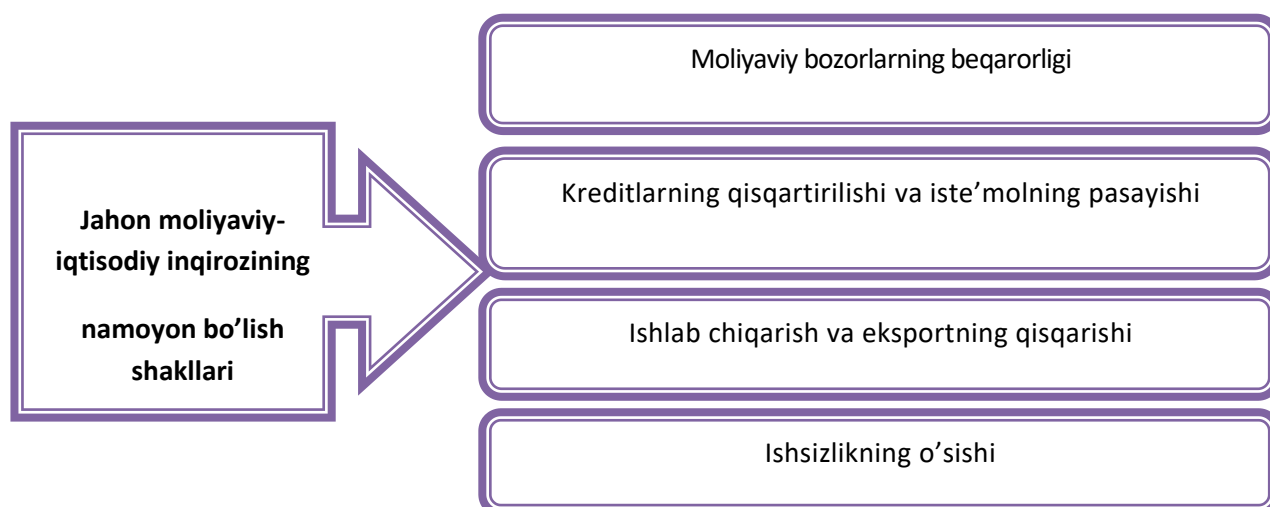 Jahon moliyaviy-
iqtisodiy inqirozining
namoyon bo’lish
shakllari
Moliyaviy bozorlarning beqarorligi
Kreditlarning qisqartirilishi va iste’molning pasayishi
Ishlab chiqarish va eksportning qisqarishi
Ishsizlikning o’sishi